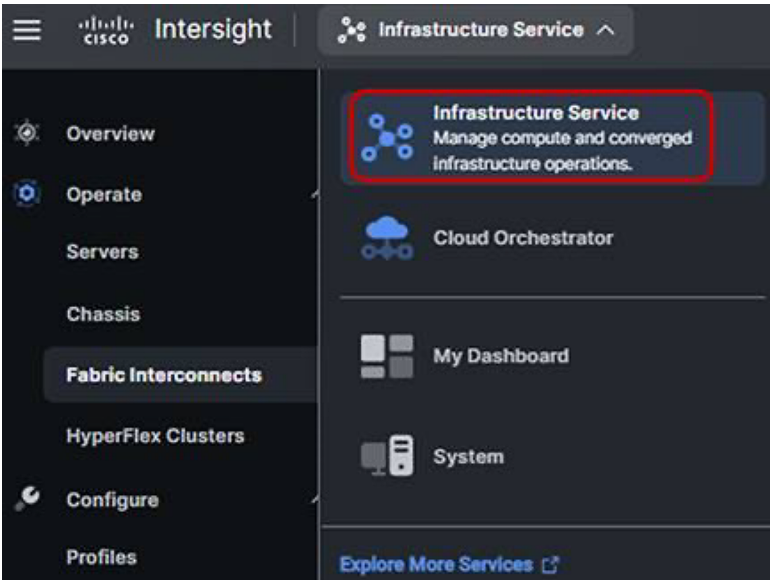 cisco Intersight
Infrastructure Service
Overview
Operate
Servers
Chassis
Fabric Interconnects
HyperFlex Clusters
Configure
Profiles
Infrastructure Service
Manage compute and converged
infrastructure operations.
Cloud Orchestrator
My Dashboard
System
Explore More Services